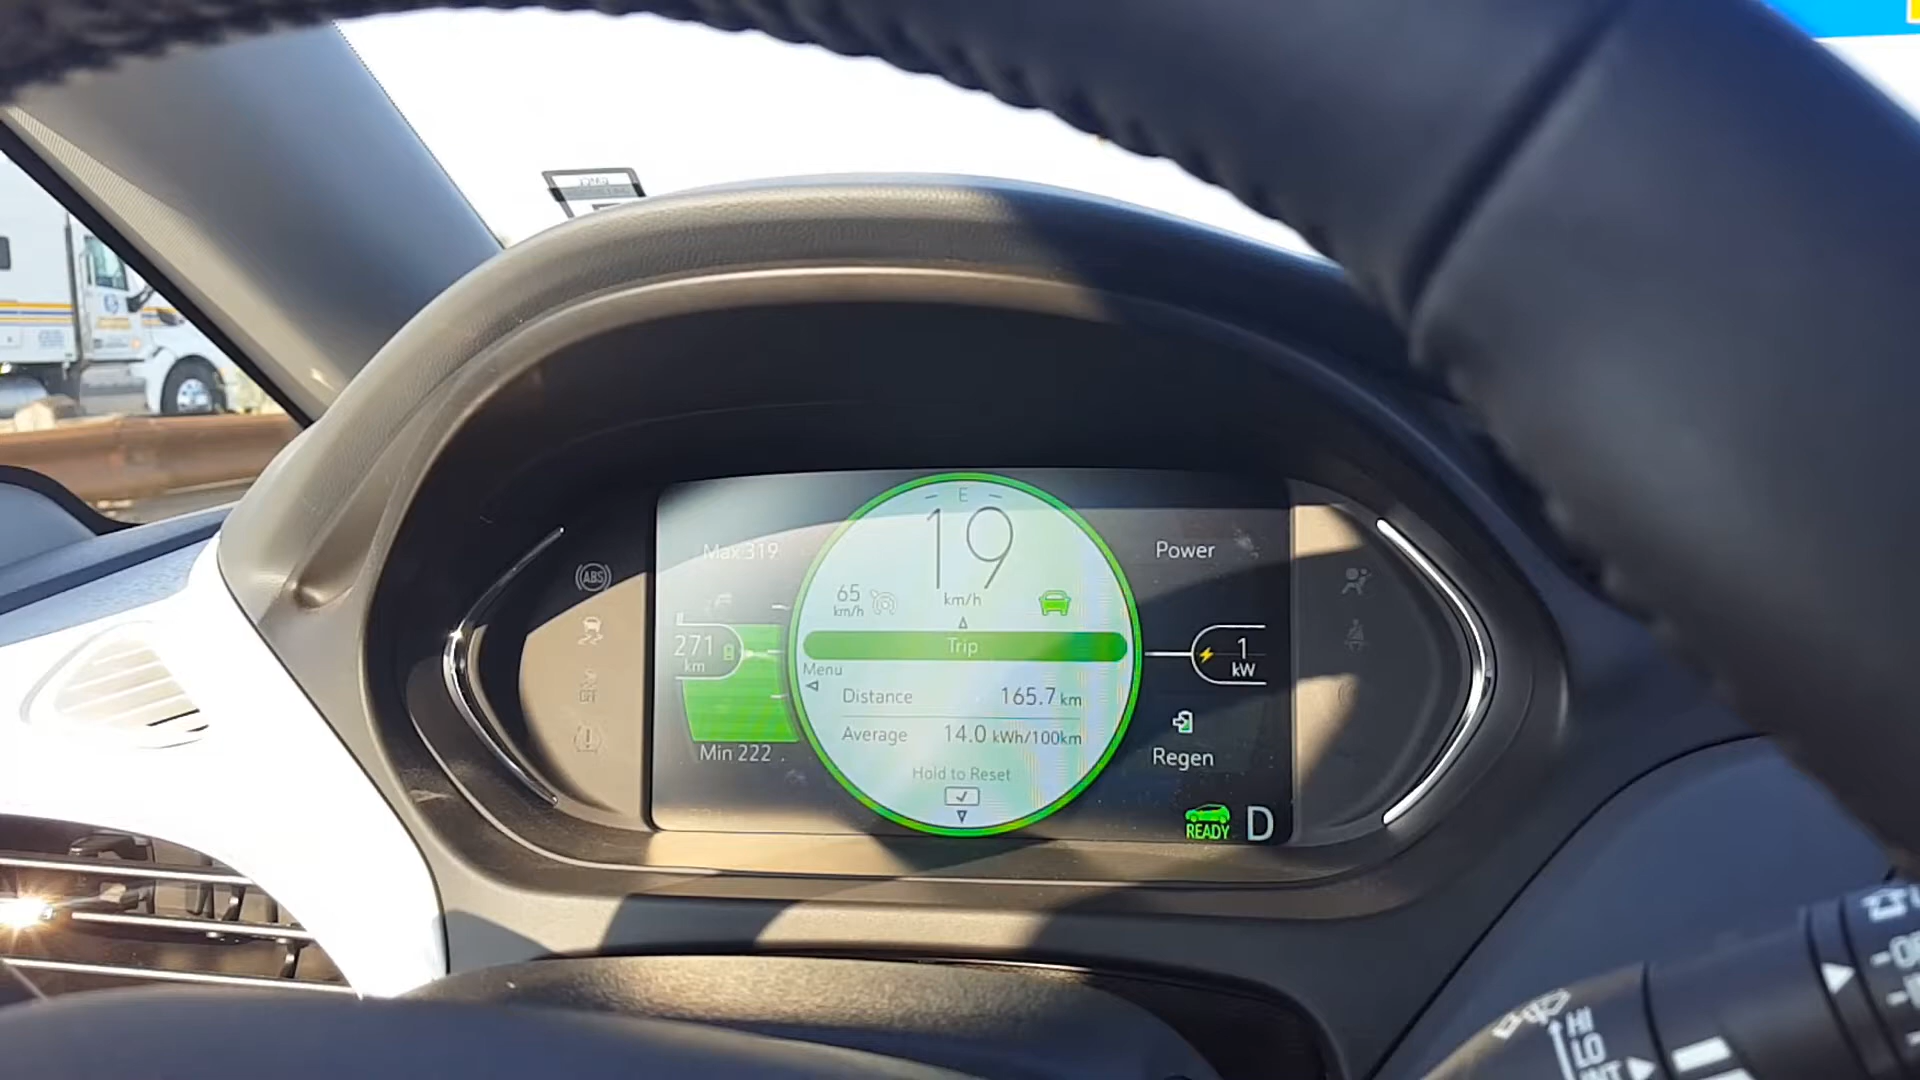 E
19
km/h
65
km/h
Max 319
Power
271
km
Trip
1
kW
Menu
Distance 165.7 km
Average 14.0 kWh/100km
Min 222
Regen
Hold to Reset
READY D
ABS
HI
LO
INT